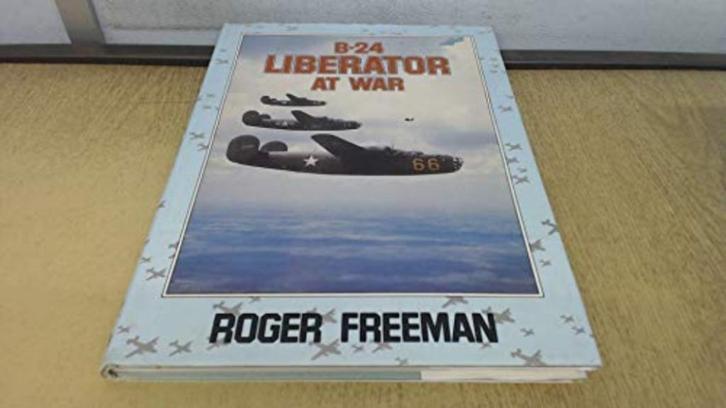 B-24
LIBERATOR
AT WAR
66
ROGER FREEMAN